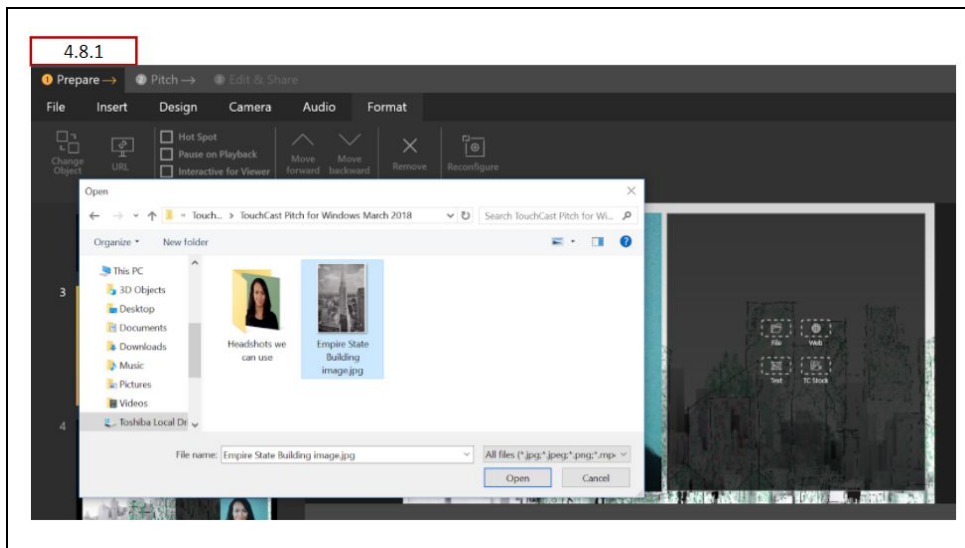 4.8.1
1 Prepare → 2 Pitch → 3 Edit & Share
File Insert Design Camera Audio Format
Change Object
URL
Hot Spot
Pause on Playback
Interactive for Viewer
Move forward
Move backward
Remove
Reconfigure
Open
« Touch... > TouchCast Pitch for Windows March 2018
Search TouchCast Pitch for Wi...
Organize New folder
This PC
3D Objects
Desktop
Documents
Downloads
Music
Pictures
Videos
Toshiba Local Dr
Headshots we
can use
Empire State
Building
image.jpg
File name: Empire State Building image.jpg
All files (*.jpg;*.jpeg;*.png;*.mp
Open Cancel
3
4
File Web
Text TC Stock